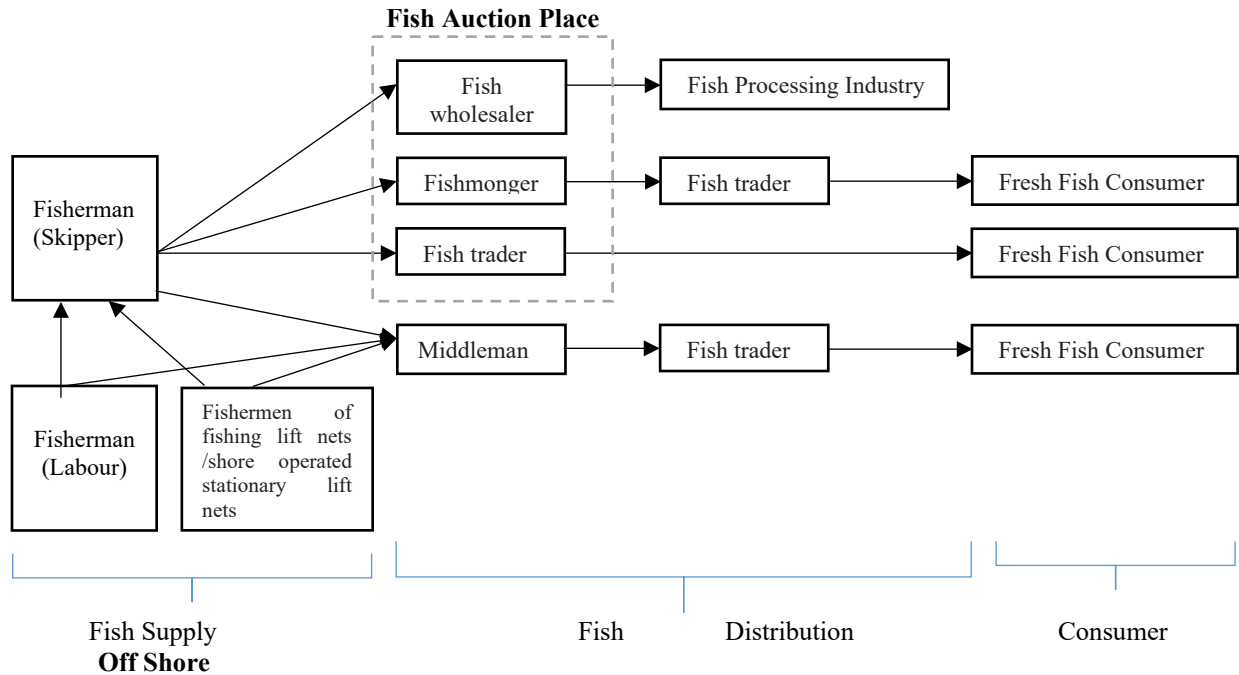 Fish Auction Place
Fish
wholesaler
Fish Processing Industry
Fisherman
(Skipper)
Fishmonger
Fish trader
Fresh Fish Consumer
Fish trader
Fresh Fish Consumer
Middleman
Fish trader
Fresh Fish Consumer
Fisherman
(Labour)
Fishermen of
fishing lift nets
/shore operated
stationary lift
nets
Fish Supply
Off Shore
Fish Distribution
Consumer